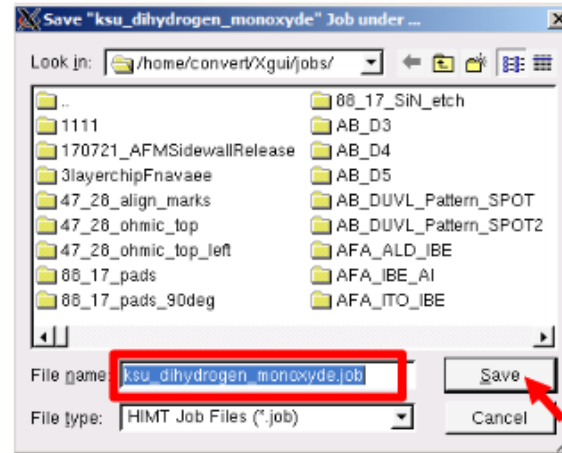 Save "ksu_dihydrogen_monoxyde" Job under ...
Look in: /home/convert/Xgui/jobs/
..
1111
170721_AFMSidewallRelease
3layerchipFnavaee
47_28_align_marks
47_28_ohmic_top
47_28_ohmic_top_left
88_17_pads
88_17_pads_90deg
88_17_SiN_etch
AB_D3
AB_D4
AB_D5
AB_DUVL_Pattern_SPOT
AB_DUVL_Pattern_SPOT2
AFA_ALD_IBE
AFA_IBE_Al
AFA_ITO_IBE
File name: ksu_dihydrogen_monoxyde.job Save
File type: HIMT Job Files (*.job) Cancel